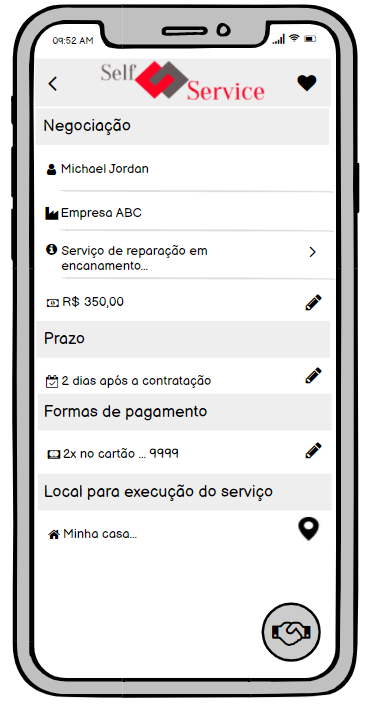 09:52 AM
Self
Service
Negociação
Michael Jordan
Empresa ABC
Serviço de reparação em
encanamento...
R$ 350,00
Prazo
2 dias após a contratação
Formas de pagamento
2x no cartão ... 9999
Local para execução do serviço
Minha casa...